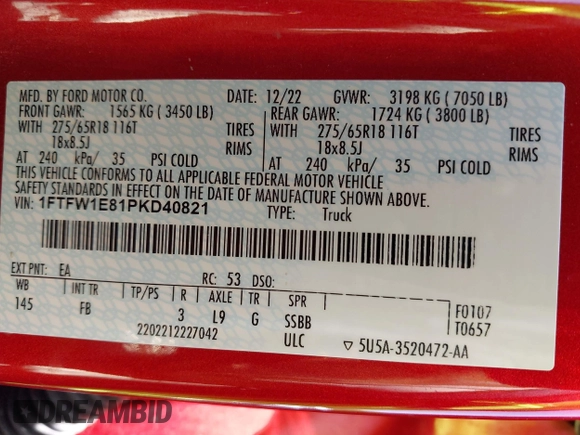 MFD. BY FORD MOTOR CO. DATE: 12/22 GVWR: 3198 KG ( 7050 LB)
FRONT GAWR: 1565 KG ( 3450 LB) REAR GAWR: 1724 KG ( 3800 LB)
WITH 275/65R18 116T TIRES WITH 275/65R18 116T TIRES
18x8.5J RIMS 18x8.5J RIMS
AT 240 kPa/ 35 PSI COLD AT 240 kPa/ 35 PSI COLD
THIS VEHICLE CONFORMS TO ALL APPLICABLE FEDERAL MOTOR VEHICLE
SAFETY STANDARDS IN EFFECT ON THE DATE OF MANUFACTURE SHOWN ABOVE.
VIN: 1FTFW1E81PKD40821 TYPE: Truck
EXT PNT: EA RC: 53 DSO:
WB INT TR TP/PS R AXLE TR SPR F0107
145 FB 3 L9 G SSBB T0657
2202212227042 ULC 5U5A-3520472-AA
DREAMBID